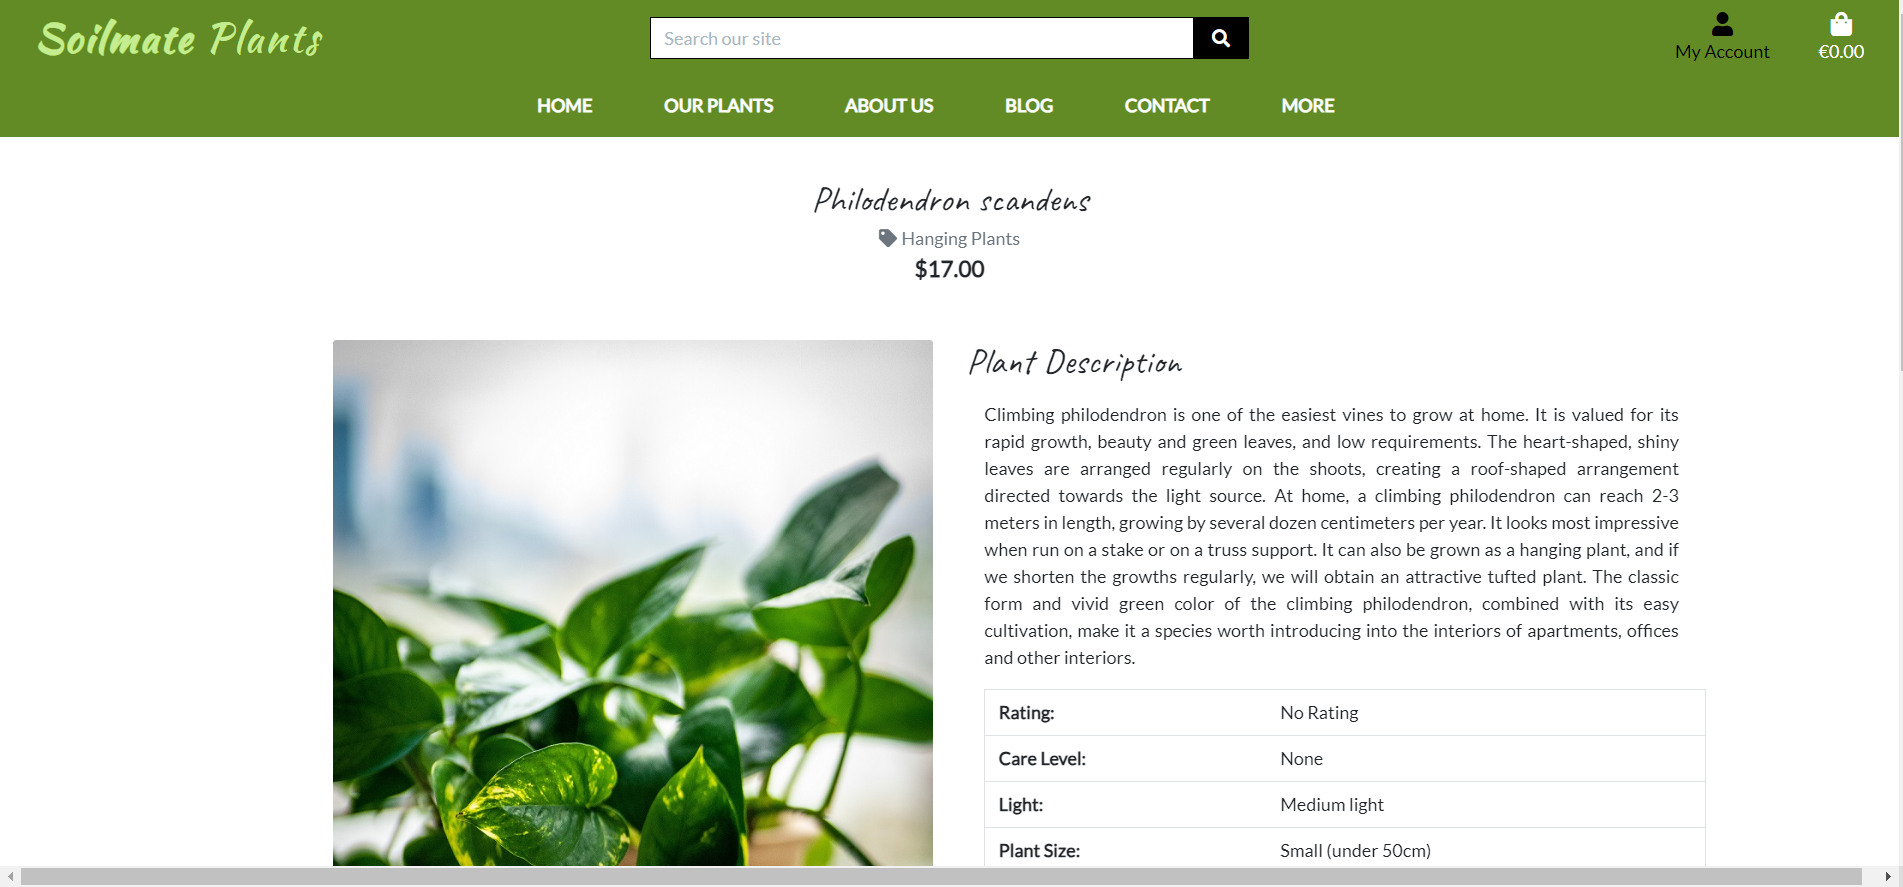 Soilmate Plants
Search our site
My Account
€0.00
HOME
OUR PLANTS
ABOUT US
BLOG
CONTACT
MORE
Philodendron scandens
Hanging Plants
$17.00
Plant Description
Climbing philodendron is one of the easiest vines to grow at home. It is valued for its
rapid growth, beauty and green leaves, and low requirements. The heart-shaped, shiny
leaves are arranged regularly on the shoots, creating a roof-shaped arrangement
directed towards the light source. At home, a climbing philodendron can reach 2-3
meters in length, growing by several dozen centimeters per year. It looks most impressive
when run on a stake or on a truss support. It can also be grown as a hanging plant, and if
we shorten the growths regularly, we will obtain an attractive tufted plant. The classic
form and vivid green color of the climbing philodendron, combined with its easy
cultivation, make it a species worth introducing into the interiors of apartments, offices
and other interiors.
Rating: No Rating
Care Level: None
Light: Medium light
Plant Size: Small (under 50cm)